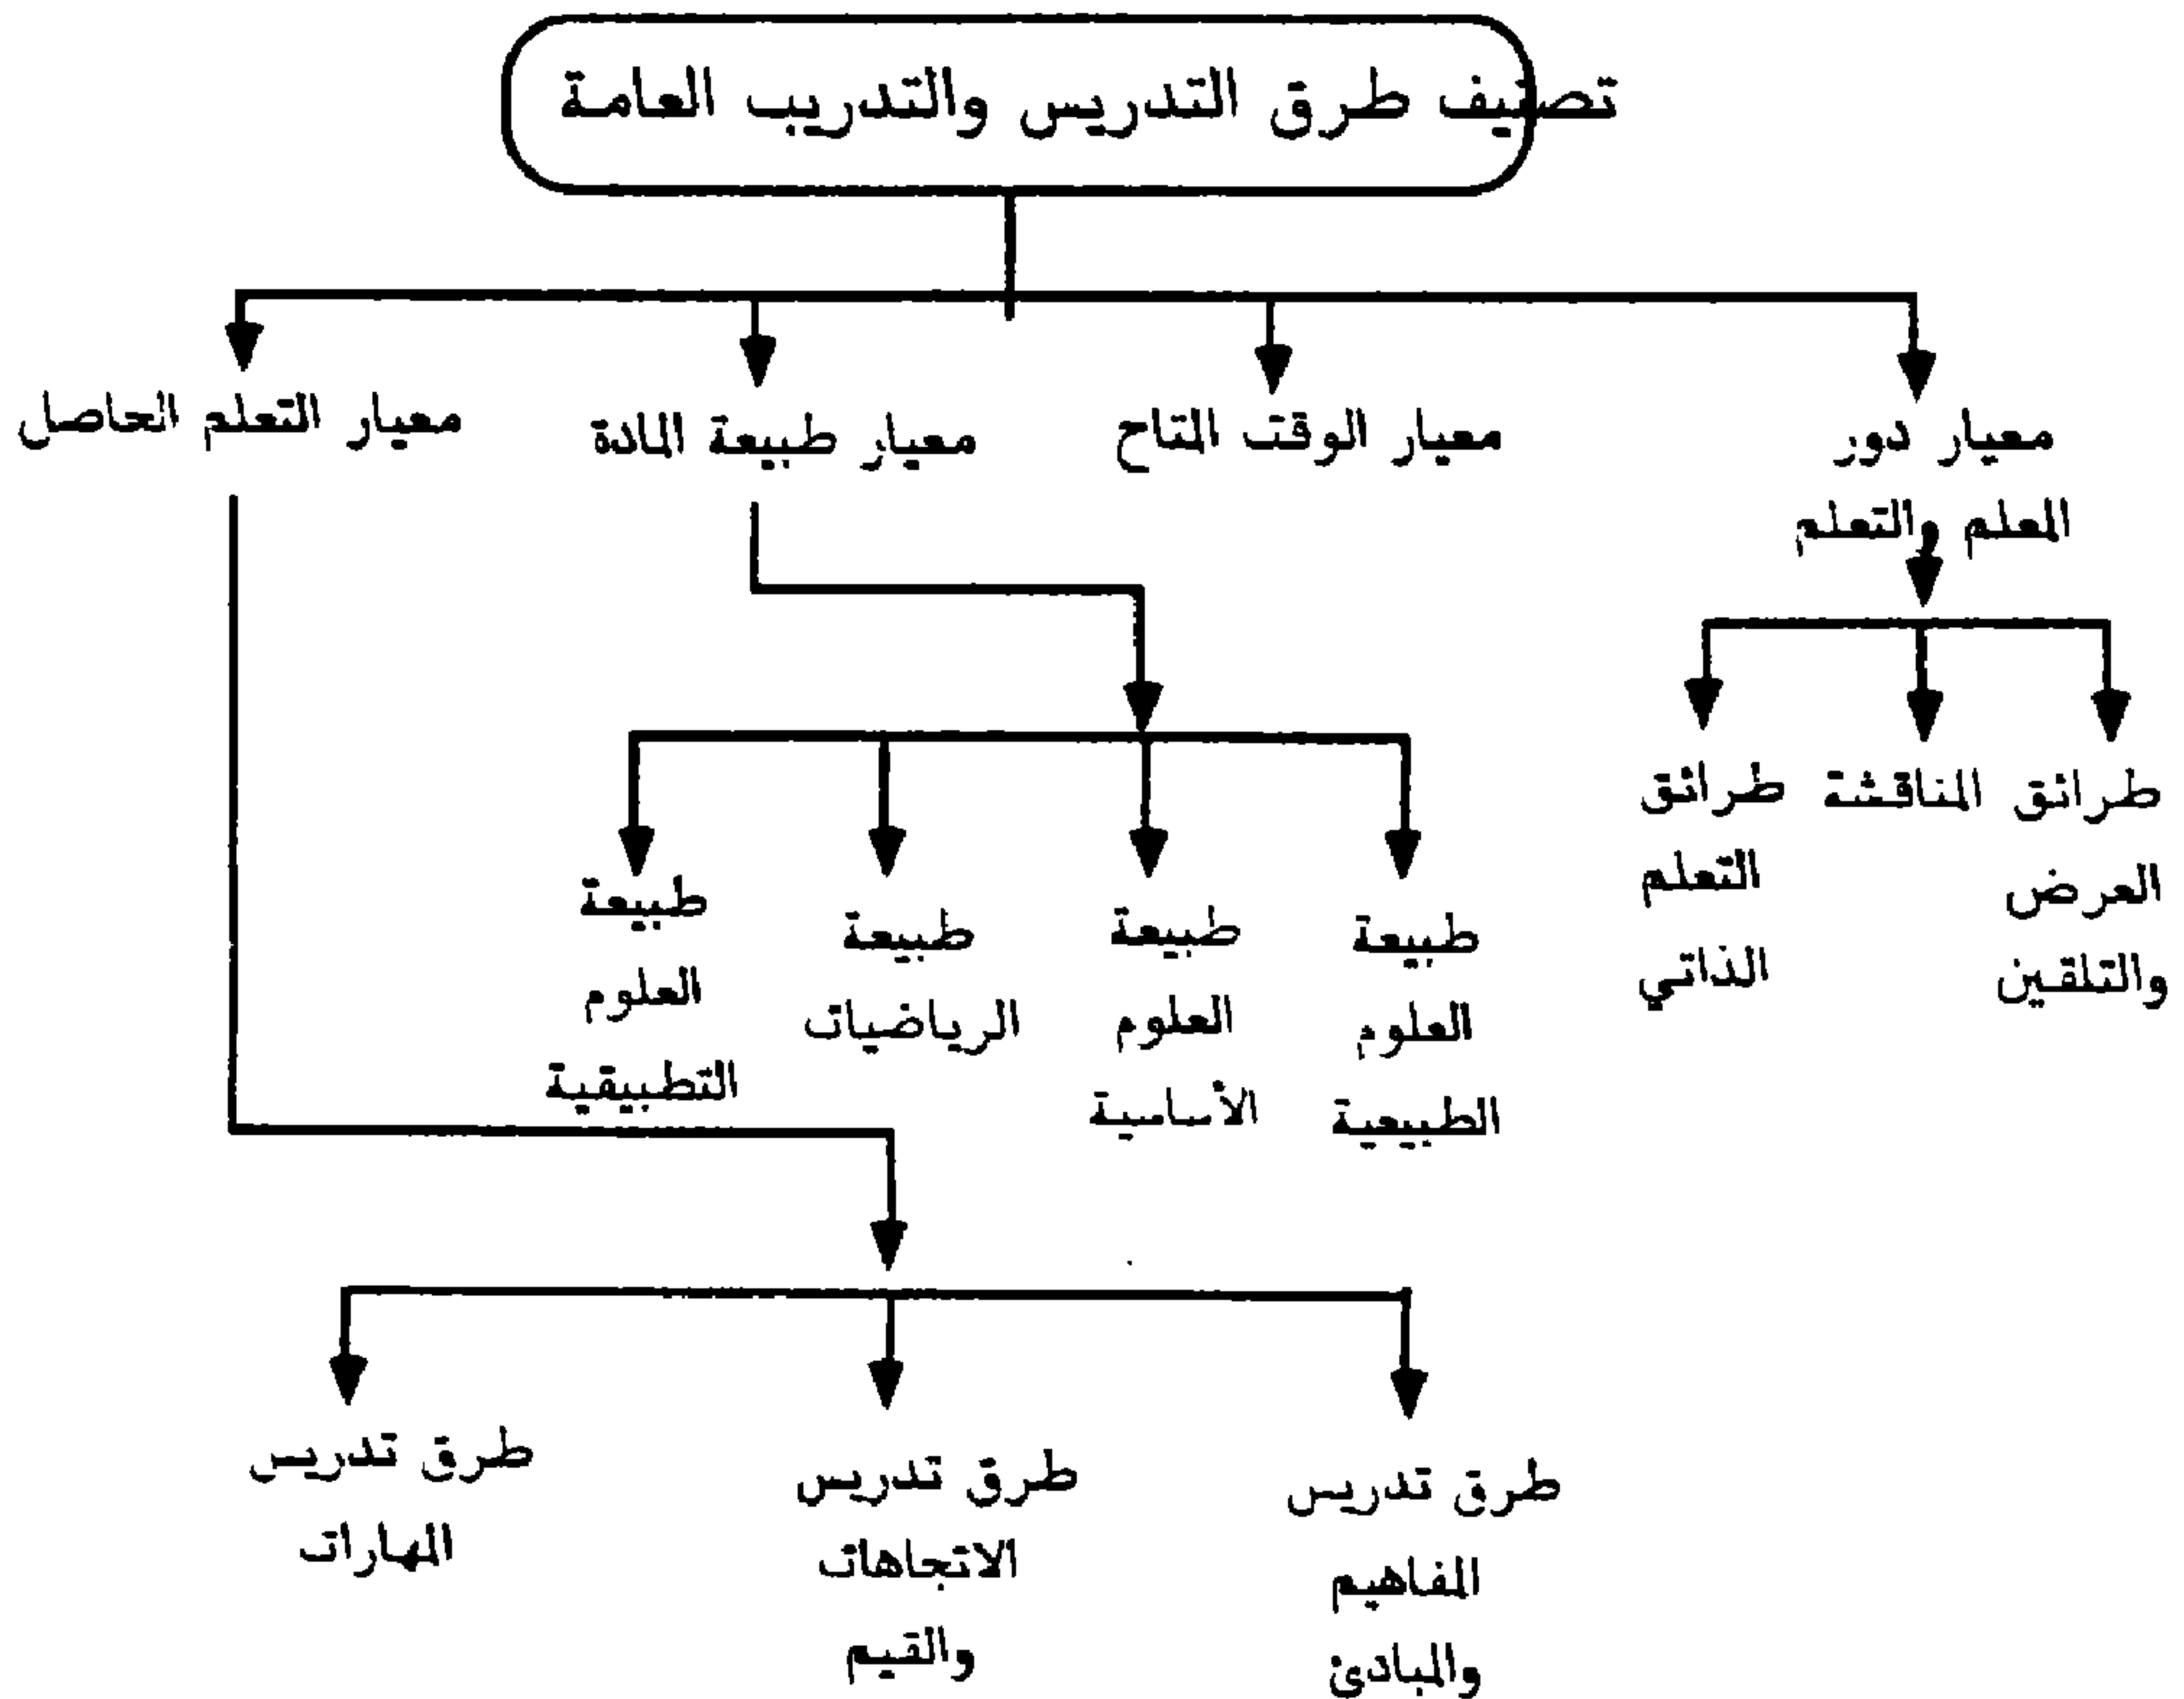 تصنيف طرق التدريس والتدريب العامة
معيار دور
المعلم والتعلم
معيار الوقت المتاح
معيار طبيعة المادة
معيار التعلم الحاصل
طرائق
العرض
والتلقين
المناقشة
طرائق
التعلم
الذاتي
طبيعة
العلوم
الطبيعية
طبيعة
العلوم
الأساسية
طبيعة
الرياضيات
طبيعة
العلوم
التطبيقية
طرق تدريس
المفاهيم
والمبادئ
طرق تدريس
الاتجاهات
والقيم
طرق تدريس
المهارات